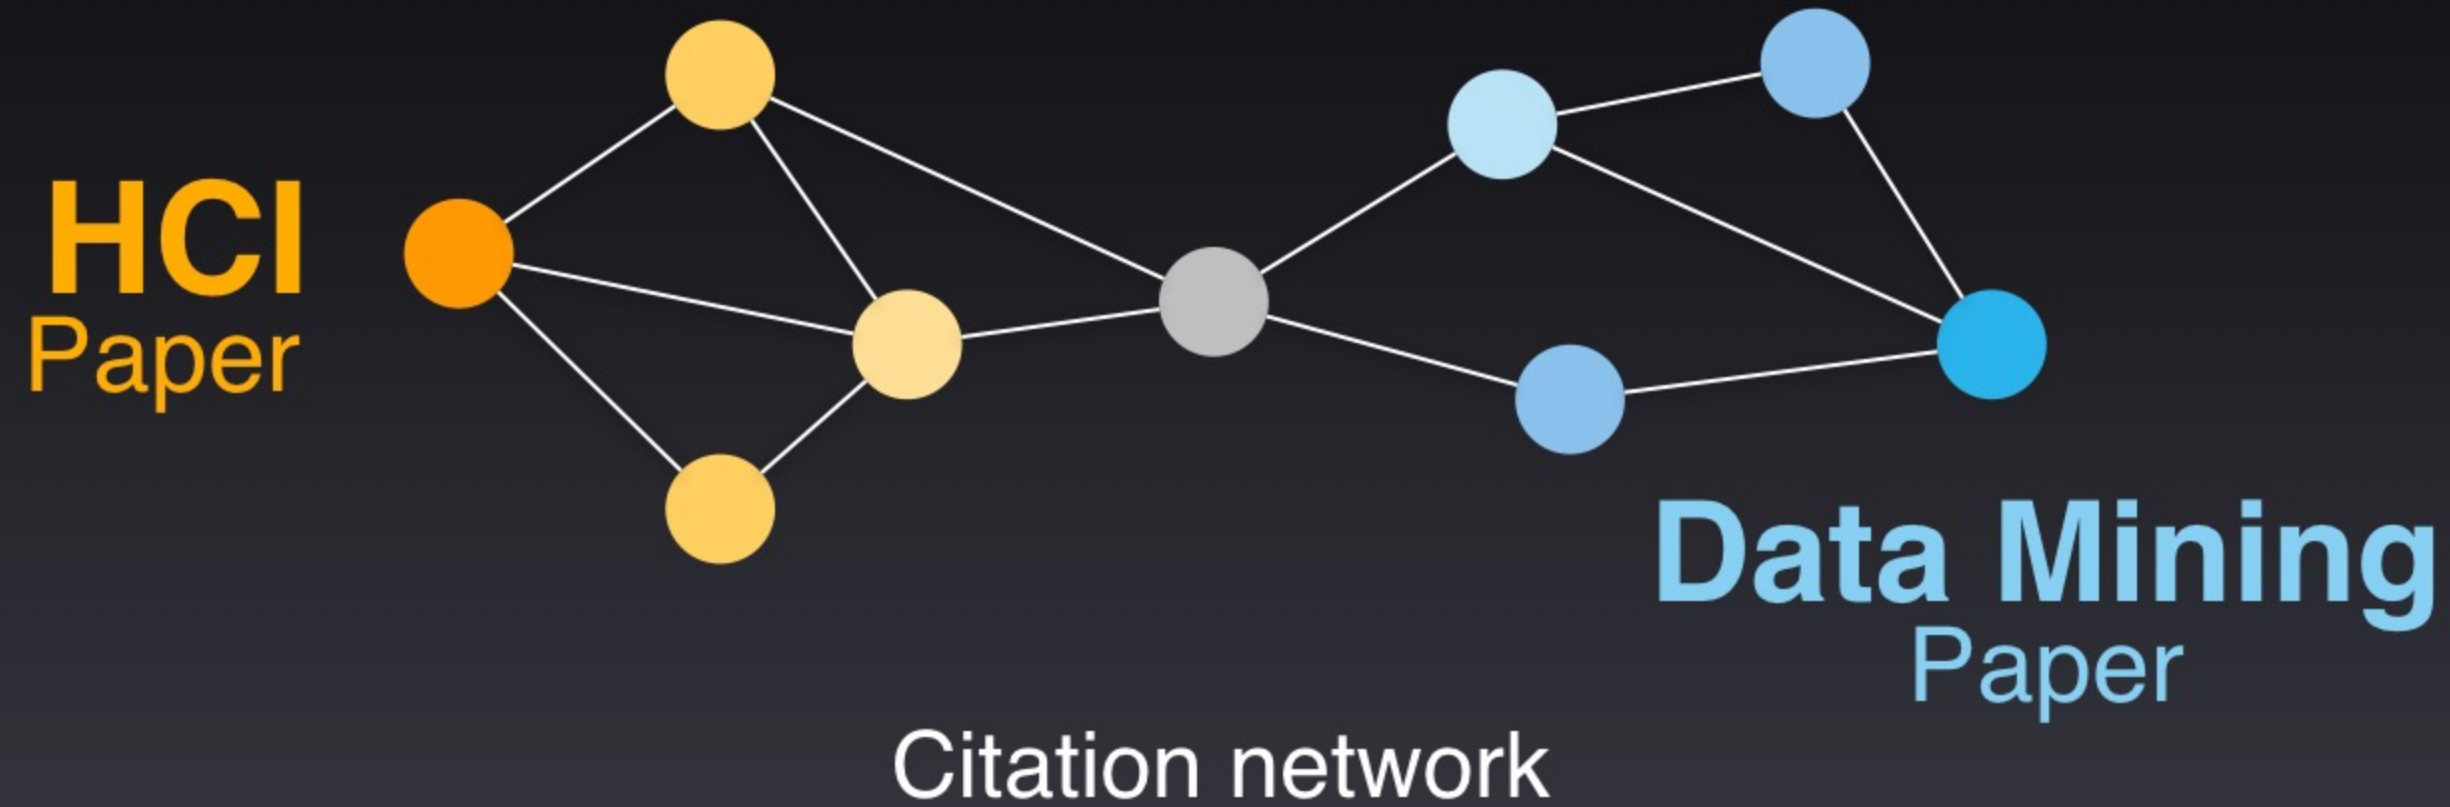 HCI
Paper
Data Mining
Paper
Citation network